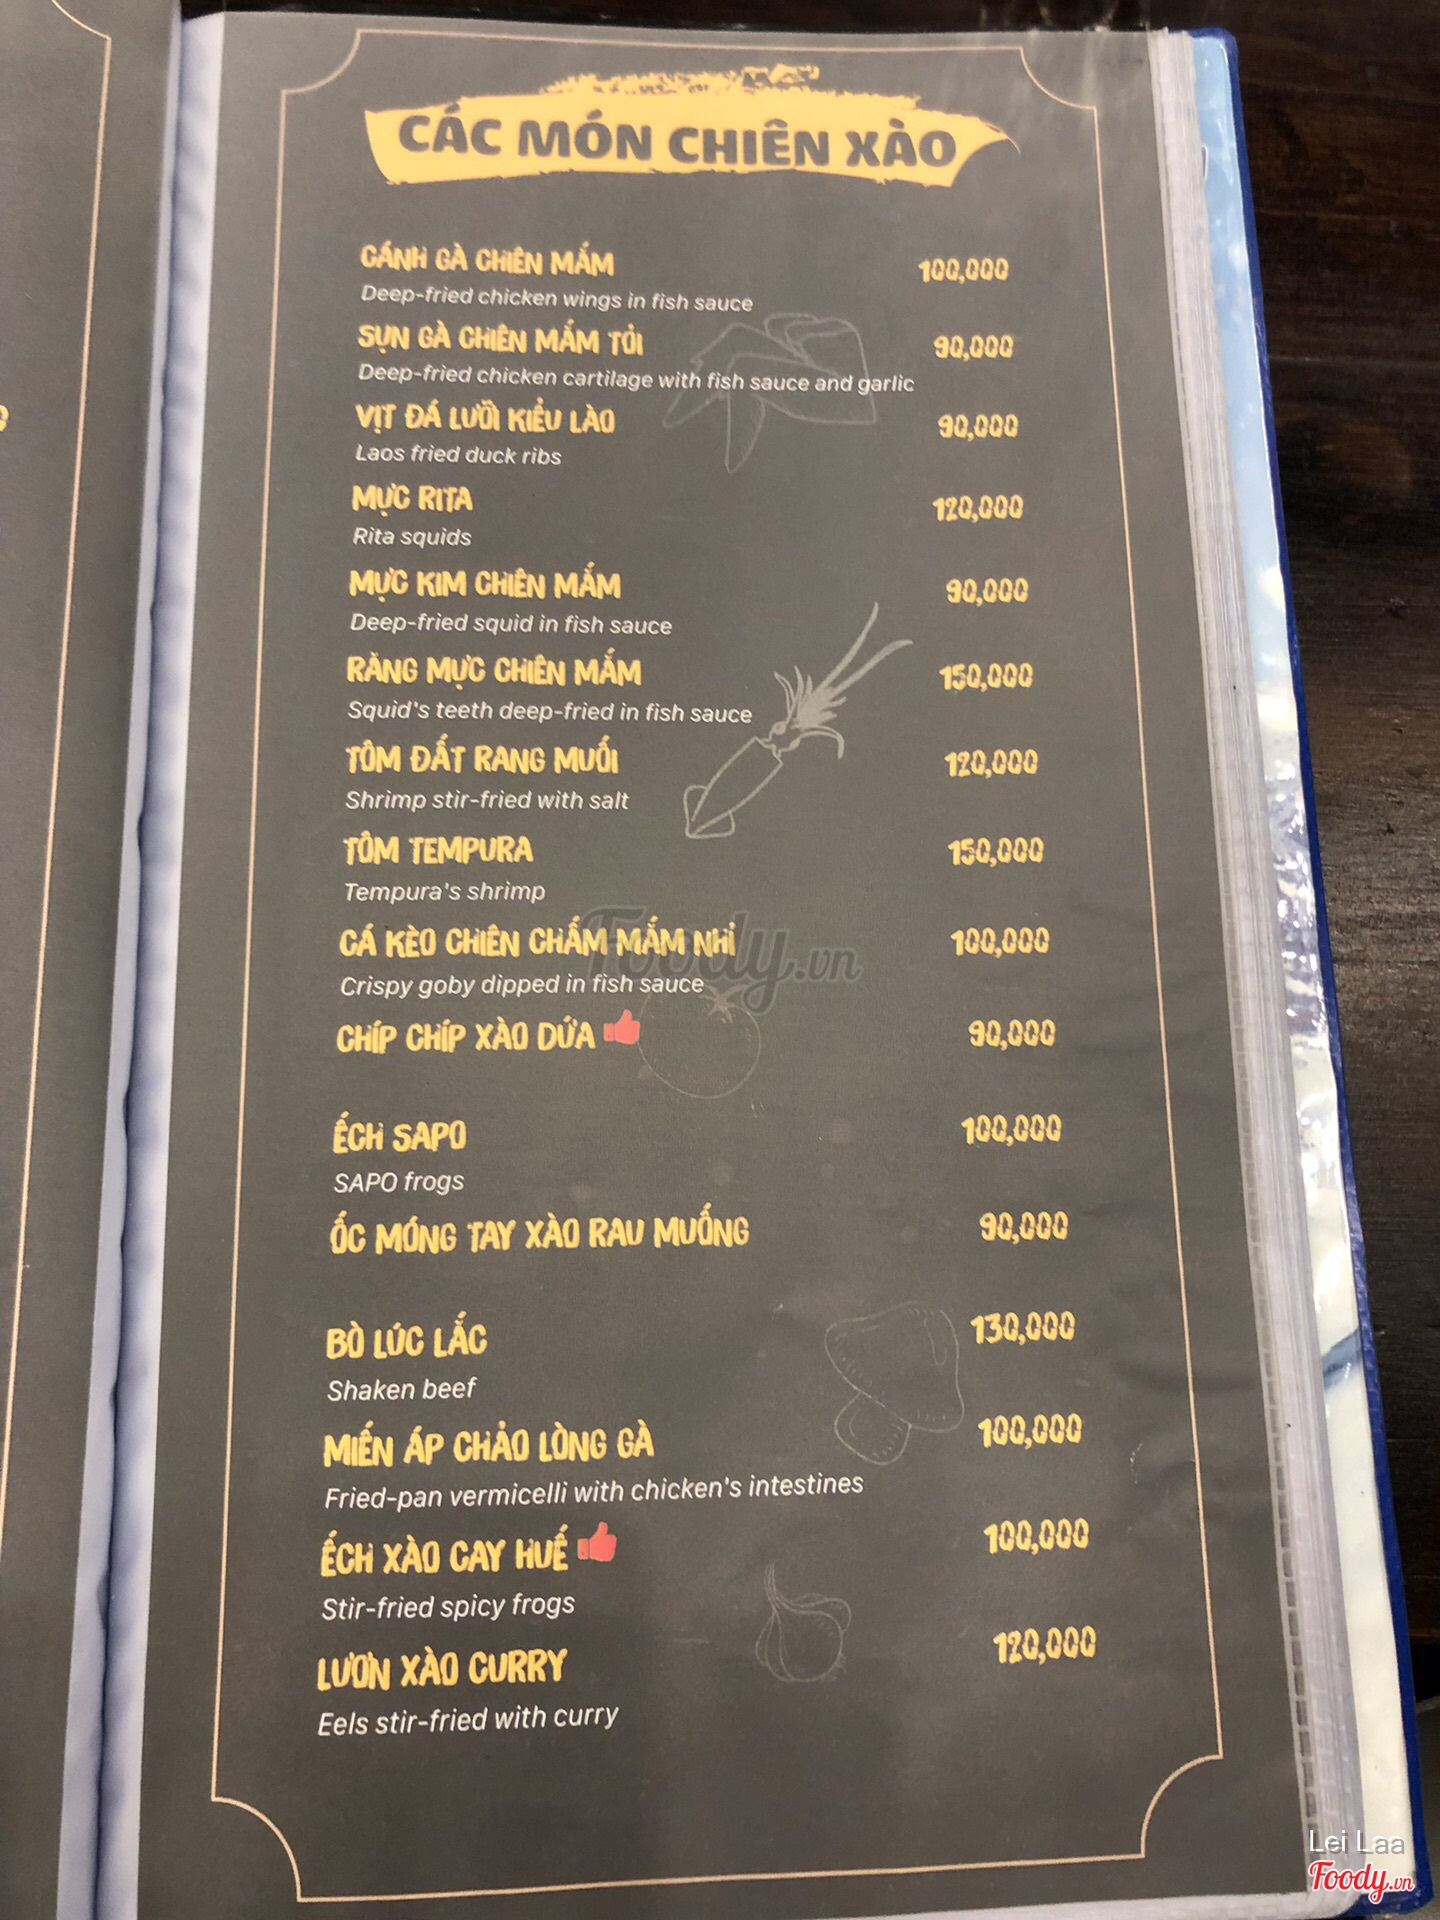 CÁC MÓN CHIÊN XÀO
CÁNH GÀ CHIÊN MẮM 100,000
Deep-fried chicken wings in fish sauce
SỤN GÀ CHIÊN MẮM TỎI 90,000
Deep-fried chicken cartilage with fish sauce and garlic
VỊT ĐÁ LƯỠI KIỂU LÀO 90,000
Laos fried duck ribs
MỰC RITA 120,000
Rita squids
MỰC KIM CHIÊN MẮM 90,000
Deep-fried squid in fish sauce
RĂNG MỰC CHIÊN MẮM 150,000
Squid's teeth deep-fried in fish sauce
TÔM ĐẤT RANG MUỐI 120,000
Shrimp stir-fried with salt
TÔM TEMPURA 150,000
Tempura's shrimp
CÁ KÈO CHIÊN CHẤM MẮM NHỈ 100,000
Crispy goby dipped in fish sauce
Foody.vn
CHÍP CHÍP XÀO DỨA 90,000
ẾCH SAPO 100,000
SAPO frogs
ỐC MÓNG TAY XÀO RAU MUỐNG 90,000
BÒ LÚC LẮC 130,000
Shaken beef
MIẾN ÁP CHẢO LÒNG GÀ 100,000
Fried-pan vermicelli with chicken's intestines
ẾCH XÀO CAY HUẾ 100,000
Stir-fried spicy frogs
LƯƠN XÀO CURRY 120,000
Eels stir-fried with curry
Lei Laa
Foody.vn